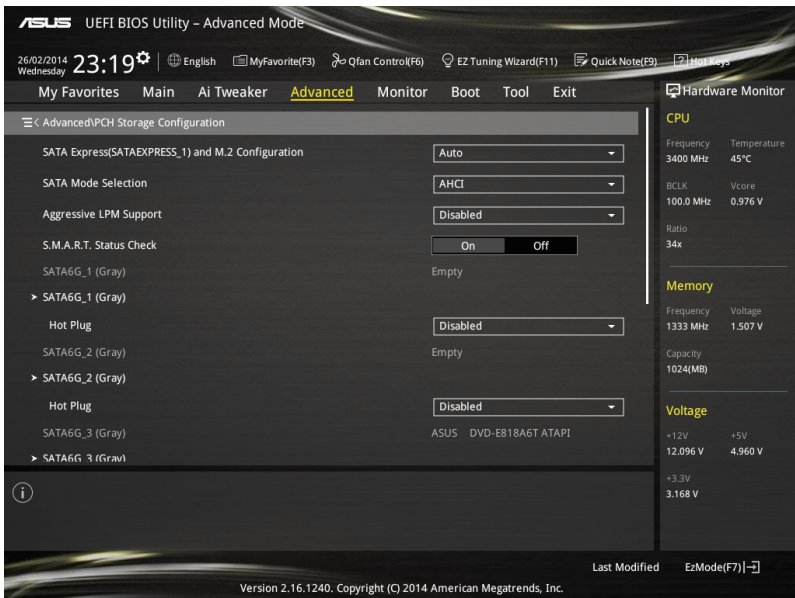 ASUS UEFI BIOS Utility – Advanced Mode
26/02/2014
Wednesday
23:19
English
MyFavorite(F3)
Qfan Control(F6)
EZ Tuning Wizard(F11)
Quick Note(F9)
? Hot Keys
My Favorites Main Ai Tweaker Advanced Monitor Boot Tool Exit
< Advanced\PCH Storage Configuration
SATA Express(SATAEXPRESS_1) and M.2 Configuration Auto
SATA Mode Selection AHCI
Aggressive LPM Support Disabled
S.M.A.R.T. Status Check On Off
SATA6G_1 (Gray) Empty
SATA6G_1 (Gray)
Hot Plug Disabled
SATA6G_2 (Gray) Empty
SATA6G_2 (Gray)
Hot Plug Disabled
SATA6G_3 (Gray) ASUS DVD-E818A6T ATAPI
SATA6G_3 (Gray)
Hardware Monitor
CPU
Frequency Temperature
3400 MHz 45°C
BCLK Vcore
100.0 MHz 0.976 V
Ratio
34x
Memory
Frequency Voltage
1333 MHz 1.507 V
Capacity
1024(MB)
Voltage
+12V +5V
12.096 V 4.960 V
+3.3V
3.168 V
i
Last Modified EzMode(F7)
Version 2.16.1240. Copyright (C) 2014 American Megatrends, Inc.